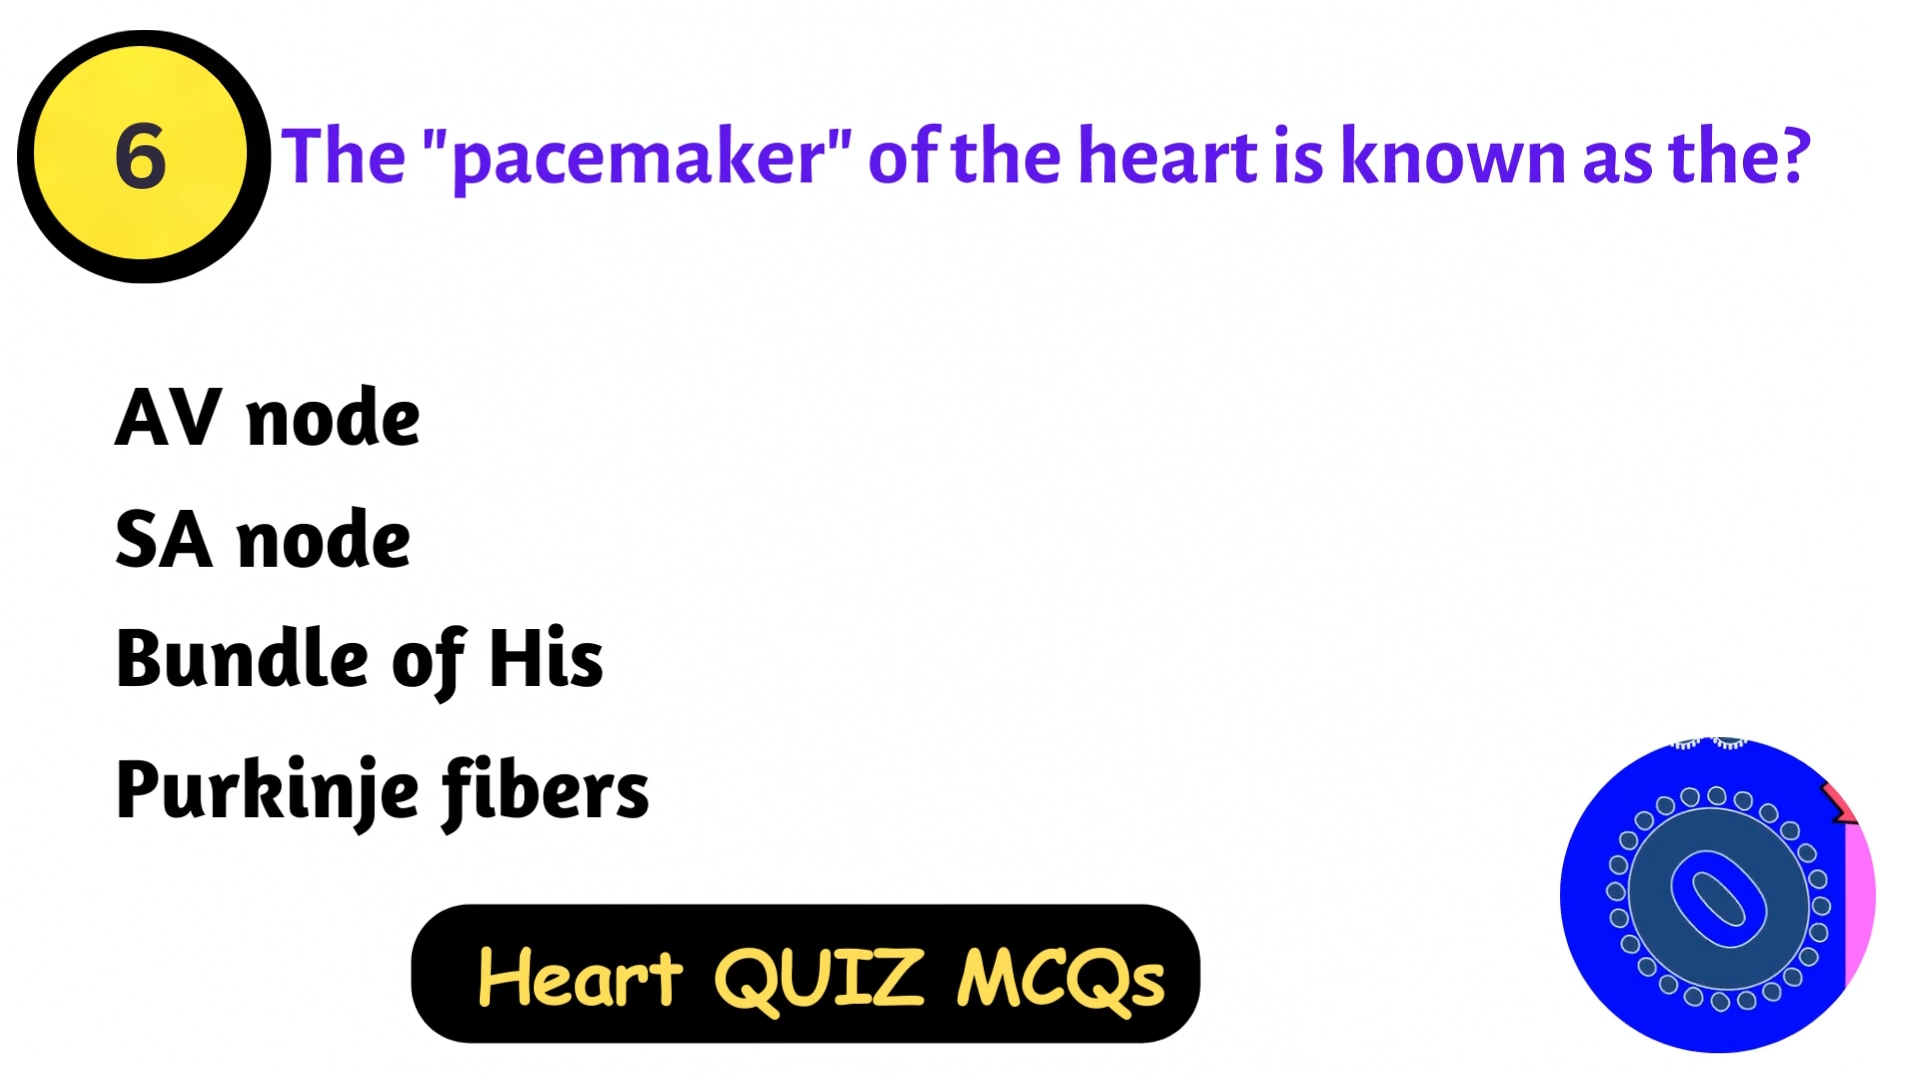 6
The "pacemaker" of the heart is known as the?
AV node
SA node
Bundle of His
Purkinje fibers
Heart QUIZ MCQs